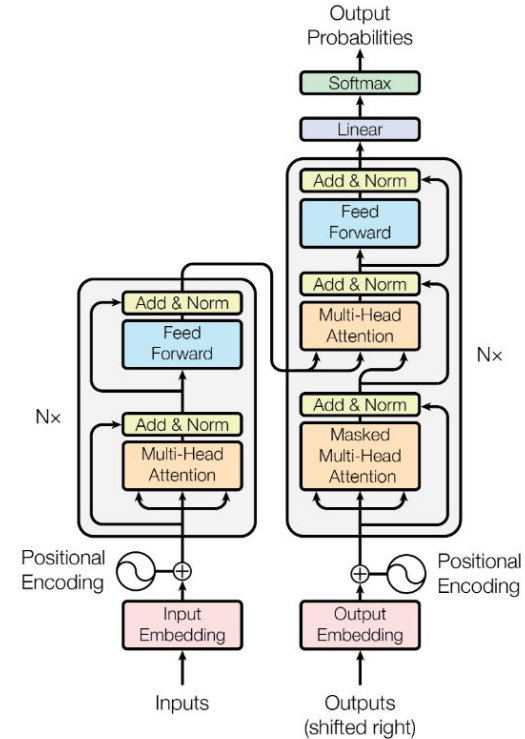 Output
Probabilities
Softmax
Linear
Add & Norm
Feed
Forward
Add & Norm
Multi-Head
Attention
Add & Norm
Masked
Multi-Head
Attention
Nx
Positional
Encoding
Output
Embedding
Outputs
(shifted right)
Add & Norm
Feed
Forward
Add & Norm
Multi-Head
Attention
Nx
Positional
Encoding
Input
Embedding
Inputs